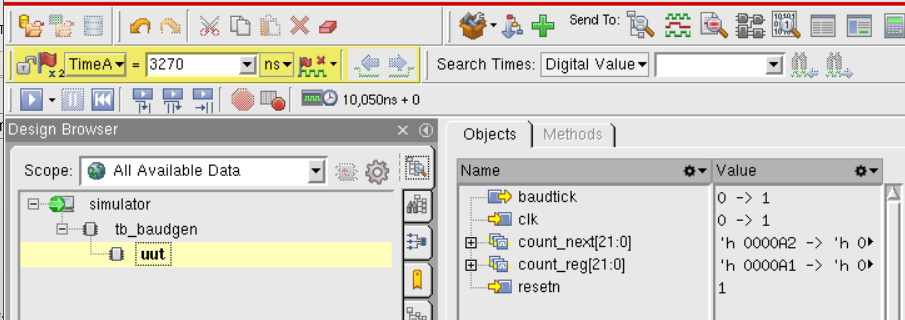 Send To:
x2 TimeA = 3270 ns Search Times: Digital Value
10,050ns + 0
Design Browser
Objects Methods
Scope: All Available Data
Name Value
simulator
baudtick 0 -> 1
tb_baudgen
clk 0 -> 1
uut
count_next[21:0] 'h 0000A2 -> 'h 0
count_reg[21:0] 'h 0000A1 -> 'h 0
resetn 1